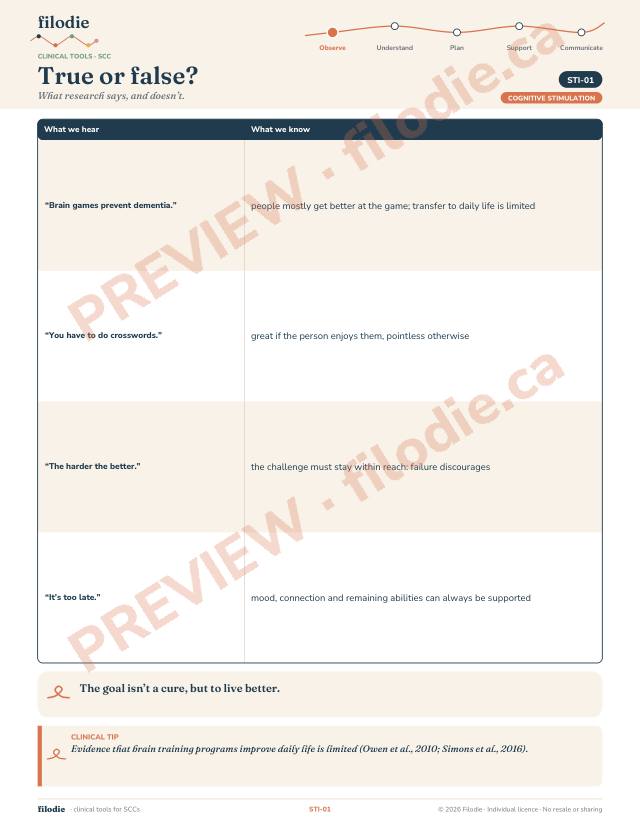 filodie
CLINICAL TOOLS · SCC
True or false?
What research says, and doesn't.
Observe Understand Plan Support Communicate
STI-01
COGNITIVE STIMULATION
What we hear What we know
“Brain games prevent dementia.” people mostly get better at the game; transfer to daily life is limited
“You have to do crosswords.” great if the person enjoys them, pointless otherwise
“The harder the better.” the challenge must stay within reach: failure discourages
“It’s too late.” mood, connection and remaining abilities can always be supported
PREVIEW · filodie.ca
PREVIEW · filodie.ca
The goal isn’t a cure, but to live better.
CLINICAL TIP
Evidence that brain training programs improve daily life is limited (Owen et al., 2010; Simons et al., 2016).
filodie · clinical tools for SCCs STI-01 © 2026 Filodie · Individual licence · No resale or sharing